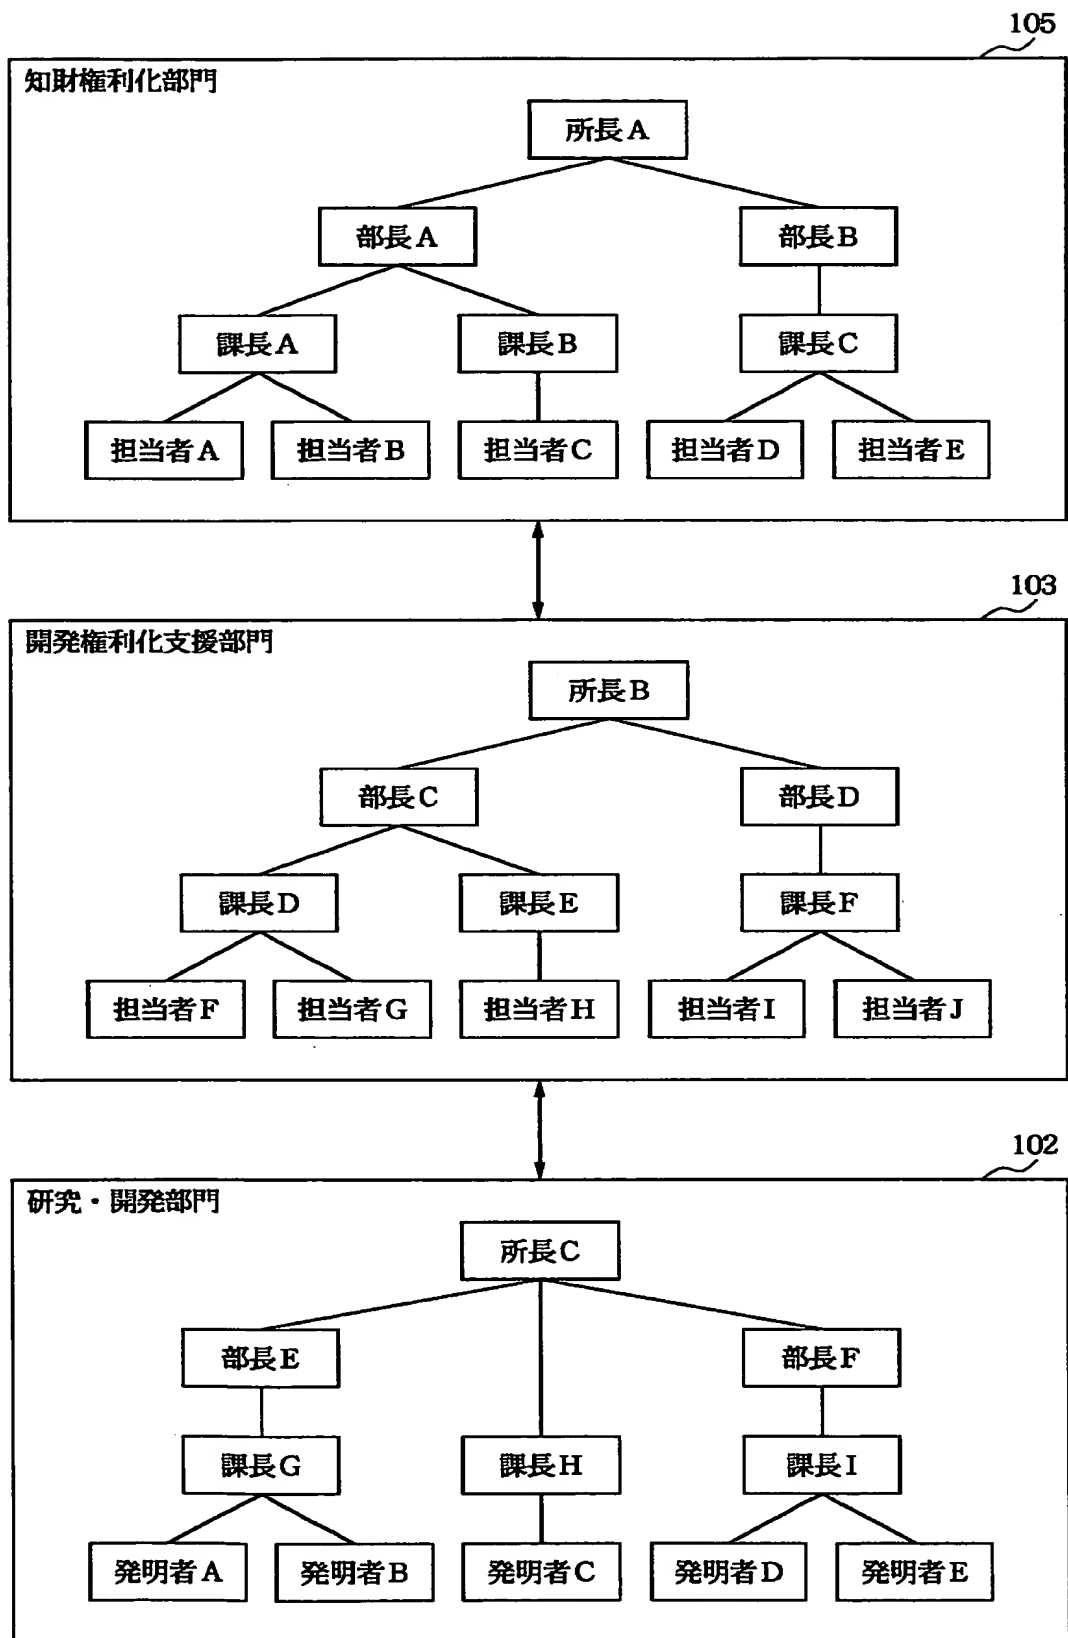 105
知財権利化部門
所長A
部長A 部長B
課長A 課長B 課長C
担当者A 担当者B 担当者C 担当者D 担当者E
103
開発権利化支援部門
所長B
部長C 部長D
課長D 課長E 課長F
担当者F 担当者G 担当者H 担当者I 担当者J
102
研究・開発部門
所長C
部長E 部長F
課長G 課長H 課長I
発明者A 発明者B 発明者C 発明者D 発明者E